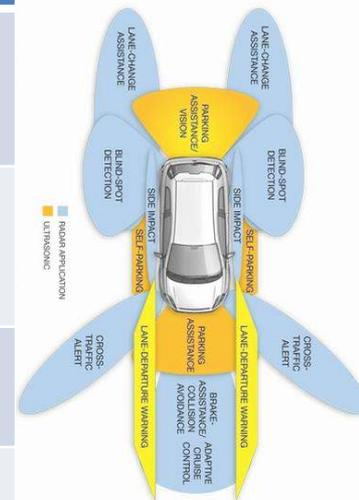 LANE-CHANGE
ASSISTANCE
LANE-CHANGE
ASSISTANCE
PARKING
ASSISTANCE/
VISION
BLIND-SPOT
DETECTION
BLIND-SPOT
DETECTION
SIDE IMPACT
SIDE IMPACT
SELF-PARKING
SELF-PARKING
RADAR APPLICATION
ULTRASONIC
CROSS-
TRAFFIC
ALERT
LANE-DEPARTURE WARNING
PARKING
ASSISTANCE
LANE-DEPARTURE WARNING
CROSS-
TRAFFIC
ALERT
BRAKE-
ASSISTANCE/
COLLISION
AVOIDANCE
ADAPTIVE
CRUISE
CONTROL